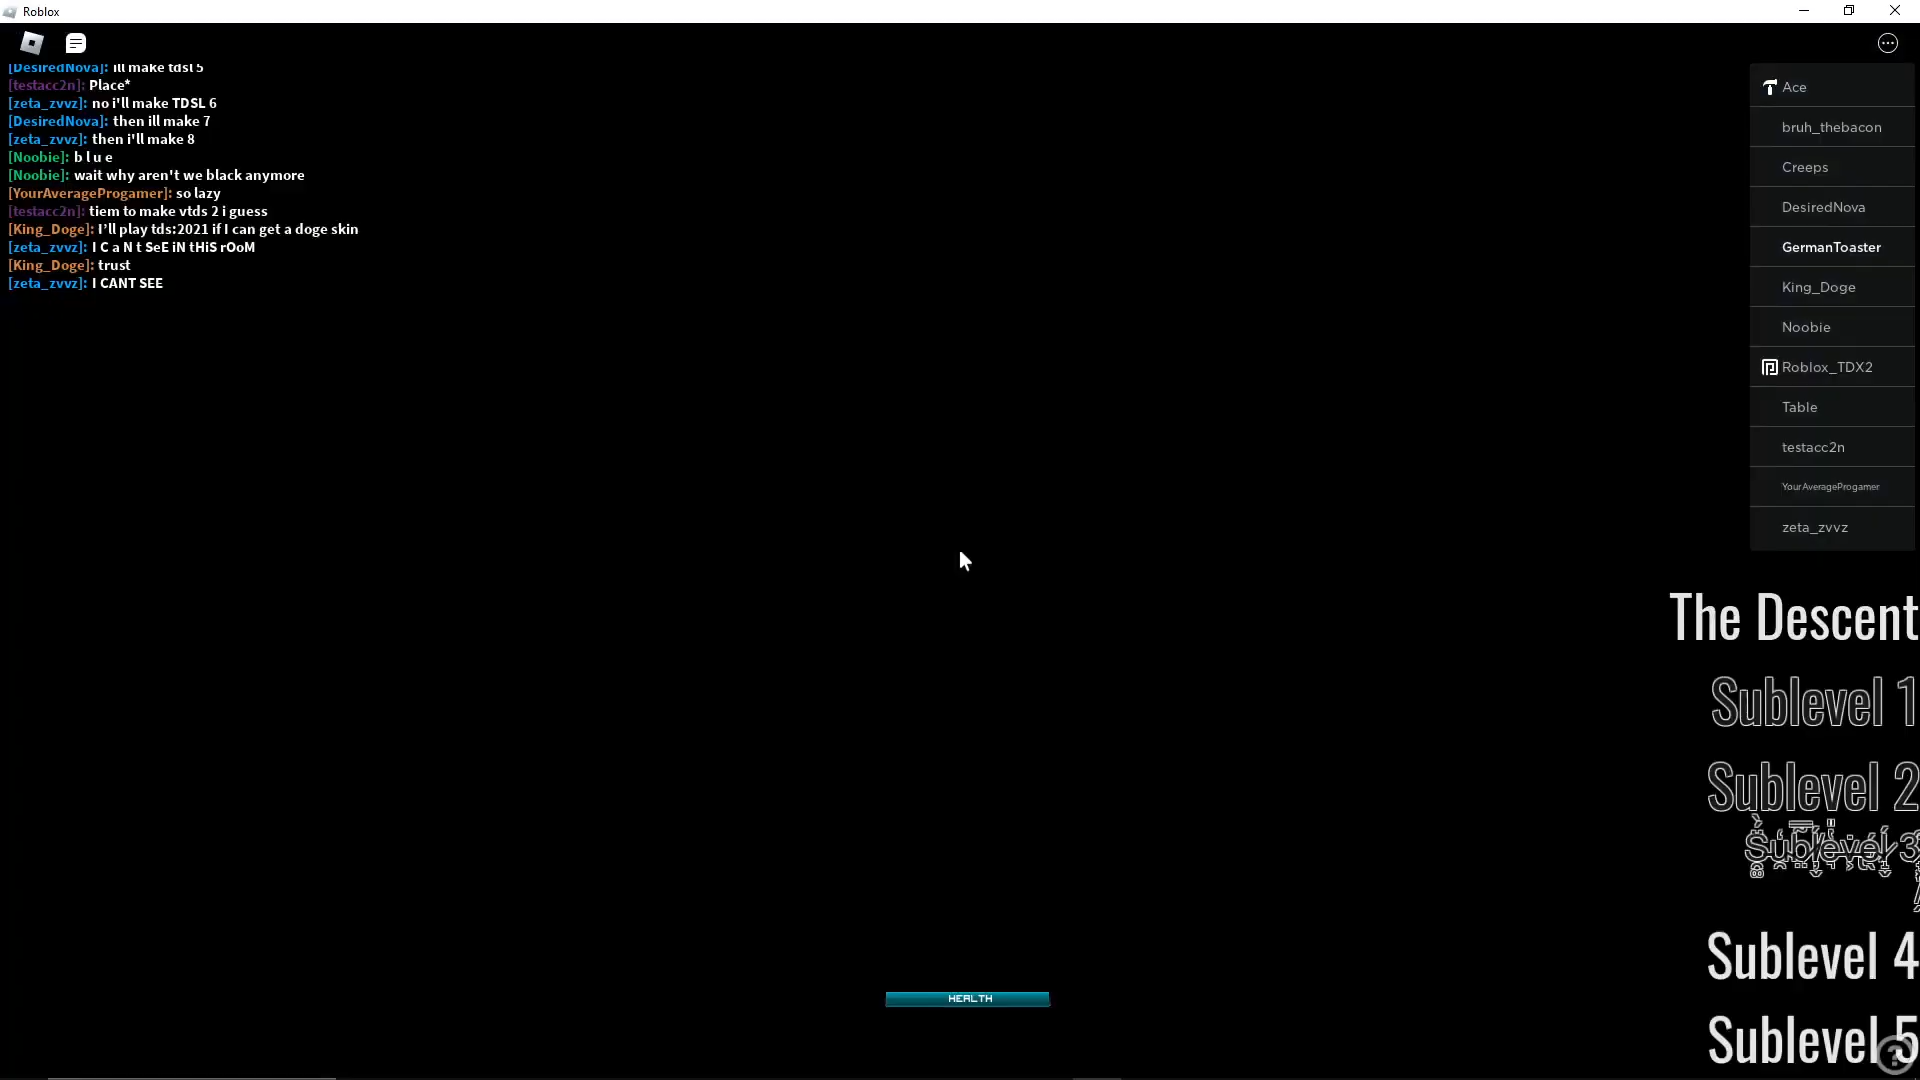 Roblox
[DesiredNova]: ill make tdsl 5
[testacc2n]: Place*
[zeta_zvvz]: no i'll make TDSL 6
[DesiredNova]: then ill make 7
[zeta_zvvz]: then i'll make 8
[Noobie]: b l u e
[Noobie]: wait why aren't we black anymore
[YourAverageProgamer]: so lazy
[testacc2n]: tiem to make vtds 2 i guess
[King_Doge]: I’ll play tds:2021 if I can get a doge skin
[zeta_zvvz]: I C a N t SeE iN tHiS rOoM
[King_Doge]: trust
[zeta_zvvz]: I CANT SEE
Ace
bruh_thebacon
Creeps
DesiredNova
GermanToaster
King_Doge
Noobie
Roblox_TDX2
Table
testacc2n
YourAverageProgamer
zeta_zvvz
The Descent
Sublevel 1
Sublevel 2
Sublevel 3
Sublevel 4
Sublevel 5
?
HEALTH